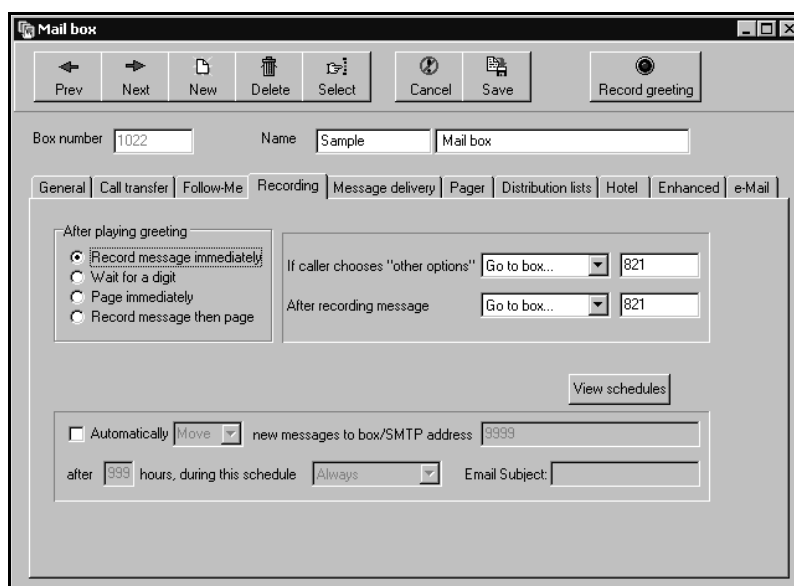 Mail box
Prev Next New Delete Select Cancel Save Record greeting
Box number 1022 Name Sample Mail box
General Call transfer Follow-Me Recording Message delivery Pager Distribution lists Hotel Enhanced e-Mail
After playing greeting
Record message immediately
Wait for a digit
Page immediately
Record message then page
If caller chooses "other options" Go to box... 821
After recording message Go to box... 821
View schedules
Automatically Move new messages to box/SMTP address 9999
after 999 hours, during this schedule Always Email Subject: